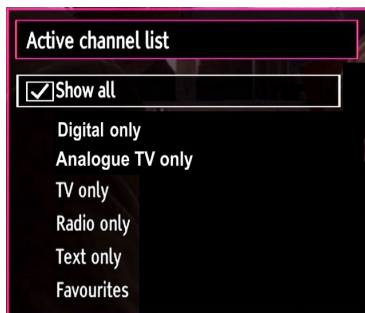 Active channel list
Show all
Digital only
Analogue TV only
TV only
Radio only
Text only
Favourites